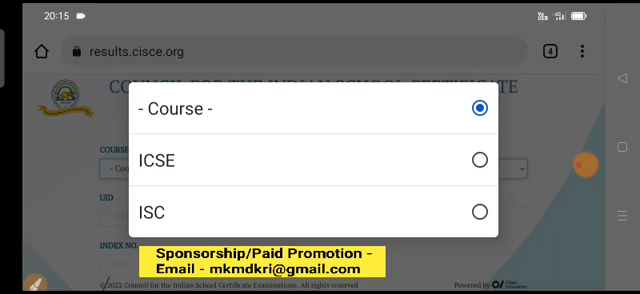 20:15
4
results.cisce.org
COUNCIL FOR THE INDIAN SCHOOL CERTIFICATE
- Course -
COURSE
ICSE
- Cou
UID
ISC
INDEX NO.
Sponsorship/Paid Promotion -
Email - mkmdkri@gmail.com
©2022 Council for the Indian School Certificate Examinations. All rights reserved
Powered by